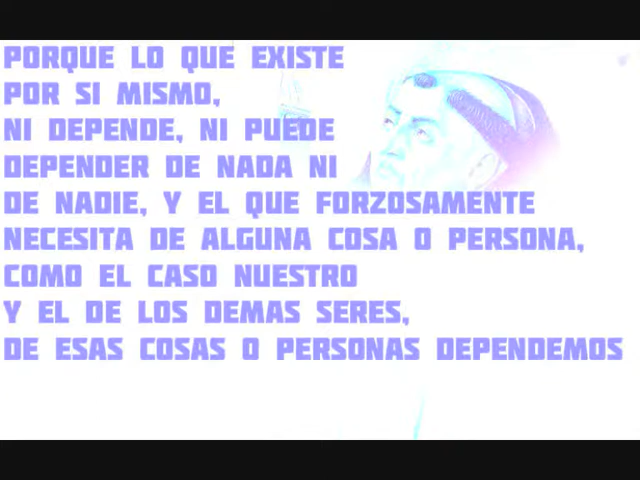 PORQUE LO QUE EXISTE
POR SI MISMO,
NI DEPENDE, NI PUEDE
DEPENDER DE NADA NI
DE NADIE, Y EL QUE FORZOSAMENTE
NECESITA DE ALGUNA COSA O PERSONA,
COMO EL CASO NUESTRO
Y EL DE LOS DEMAS SERES,
DE ESAS COSAS O PERSONAS DEPENDEMOS